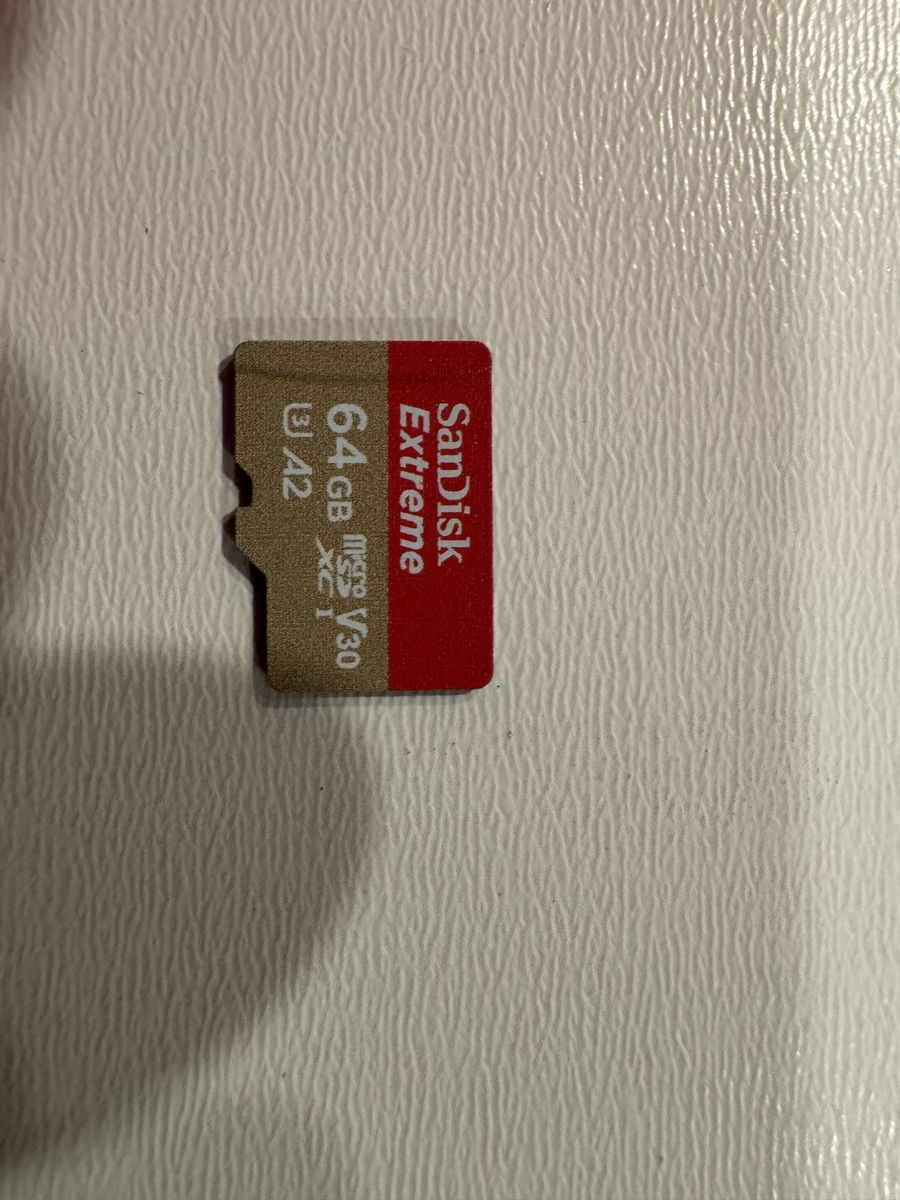 SanDisk
Extreme
64GB micro SD XC I V30
U3 A2